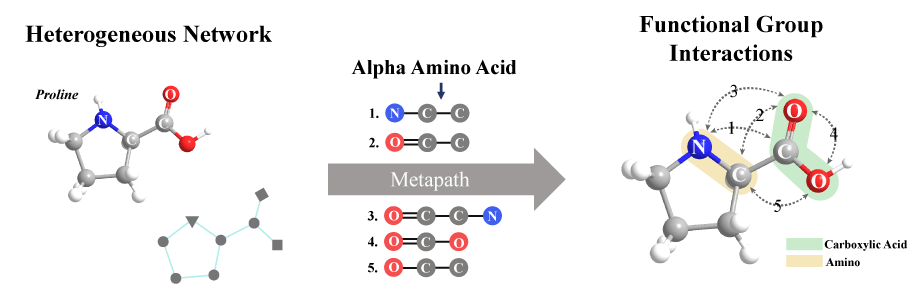 Heterogeneous Network
Proline
N
O
C
C
O
Alpha Amino Acid
1. N C C
2. O C C
Metapath
3. O C C N
4. O C O
5. O C C
Functional Group
Interactions
3
O
2
4
1
N
C
C
O
5
Carboxylic Acid
Amino